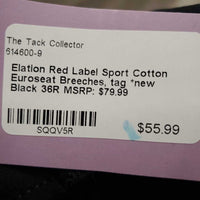 The Tack Collector
614600-9
Elation Red Label Sport Cotton
Euroseat Breeches, tag *new
Black 36R MSRP: $79.99
SQQV5R
$55.99